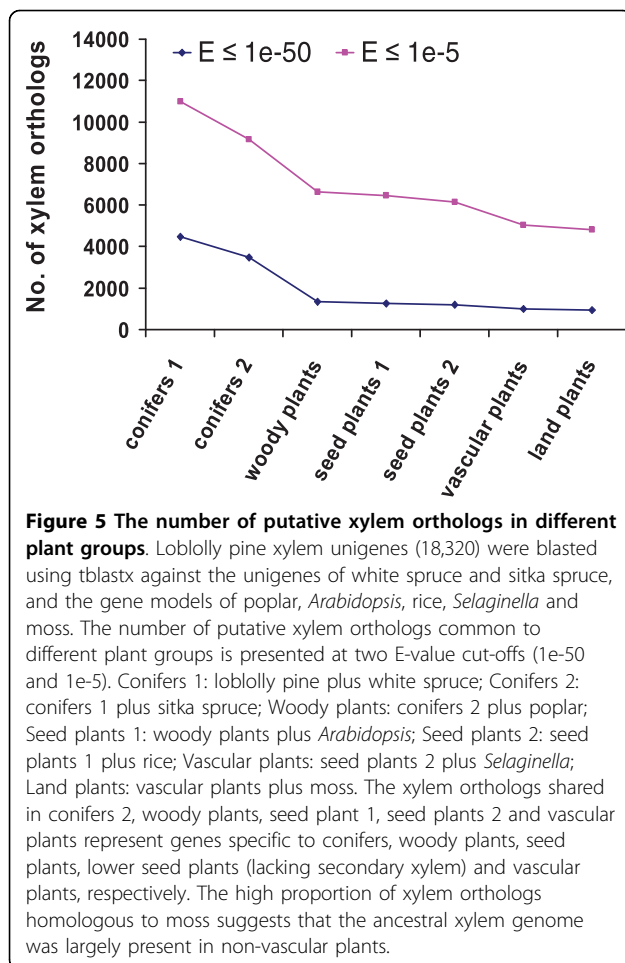 14000
E ≤ 1e-50
E ≤ 1e-5
12000
10000
8000
6000
4000
2000
0
No. of xylem orthologs
conifers 1
conifers 2
woody plants
seed plants 1
seed plants 2
vascular plants
land plants
Figure 5 The number of putative xylem orthologs in different
plant groups. Loblolly pine xylem unigenes (18,320) were blasted
using tblastx against the unigenes of white spruce and sitka spruce,
and the gene models of poplar, Arabidopsis, rice, Selaginella and
moss. The number of putative xylem orthologs common to
different plant groups is presented at two E-value cut-offs (1e-50
and 1e-5). Conifers 1: loblolly pine plus white spruce; Conifers 2:
conifers 1 plus sitka spruce; Woody plants: conifers 2 plus poplar;
Seed plants 1: woody plants plus Arabidopsis; Seed plants 2: seed
plants 1 plus rice; Vascular plants: seed plants 2 plus Selaginella;
Land plants: vascular plants plus moss. The xylem orthologs shared
in conifers 2, woody plants, seed plant 1, seed plants 2 and vascular
plants represent genes specific to conifers, woody plants, seed
plants, lower seed plants (lacking secondary xylem) and vascular
plants, respectively. The high proportion of xylem orthologs
homologous to moss suggests that the ancestral xylem genome
was largely present in non-vascular plants.